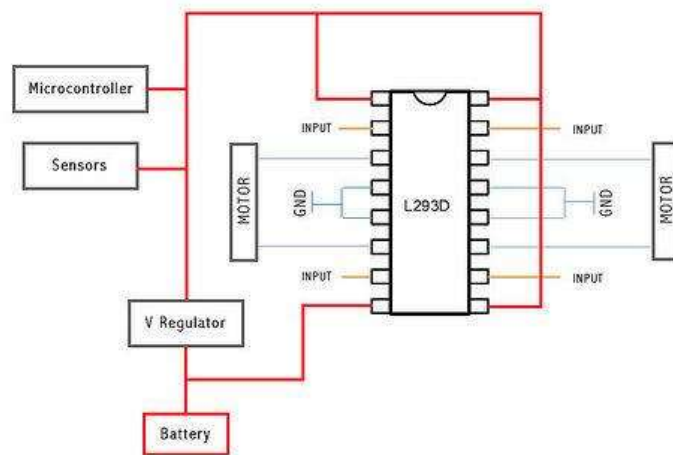 Microcontroller
INPUT
INPUT
Sensors
MOTOR
GND
L293D
GND
MOTOR
INPUT
INPUT
V Regulator
Battery